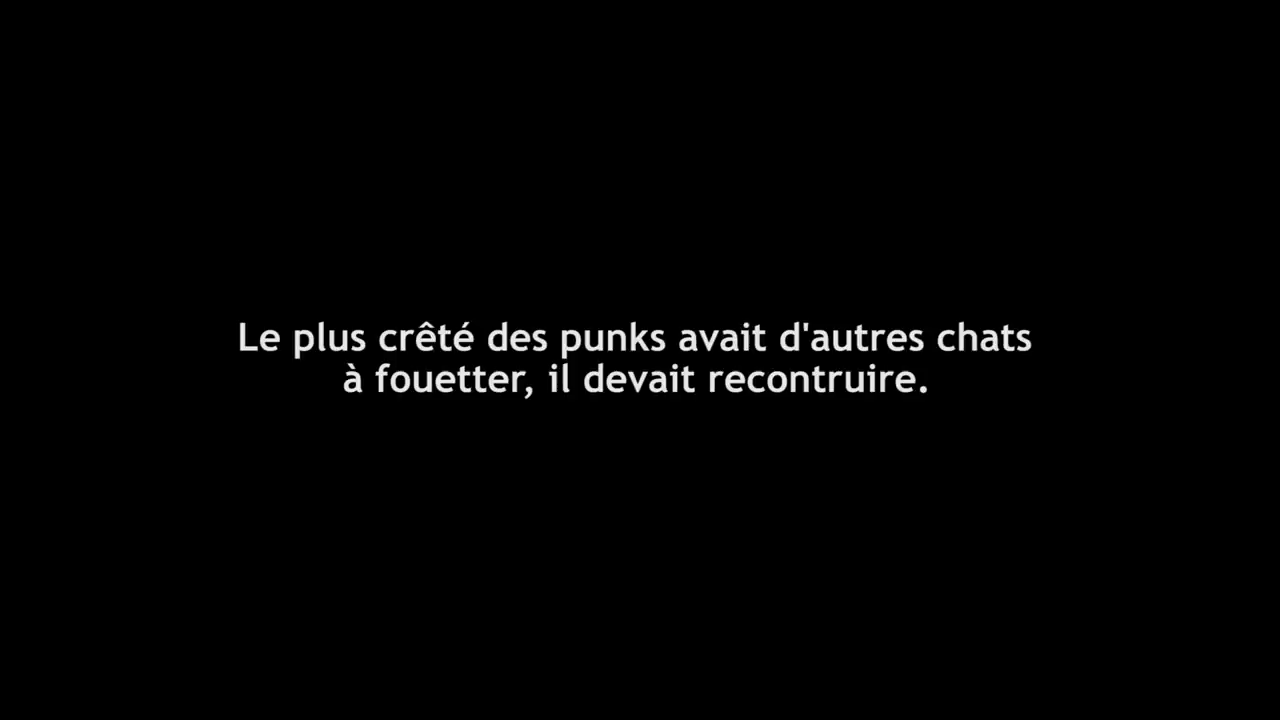 Le plus crêté des punks avait d'autres chats
à fouetter, il devait recontruire.